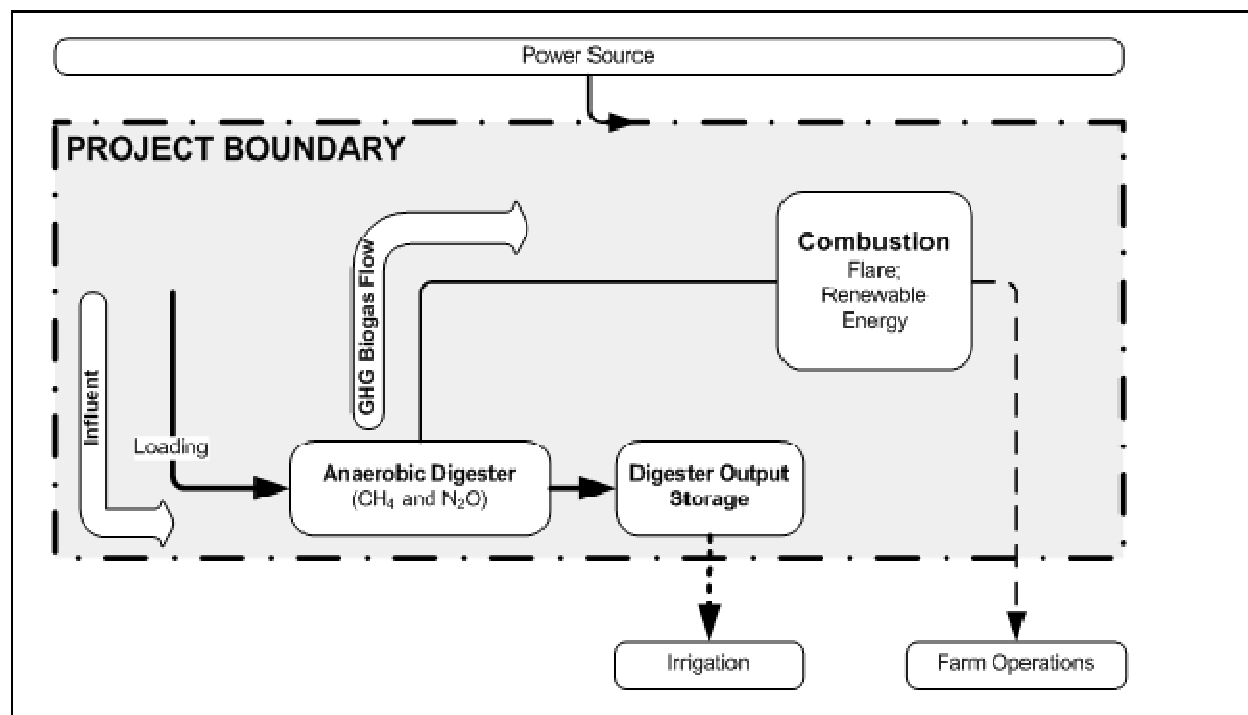 Power Source
PROJECT BOUNDARY
Combustion
Flare;
Renewable
Energy
GHG Biogas Flow
Influent
Loading
Anaerobic Digester
(CH₄ and N₂O)
Digester Output
Storage
Irrigation
Farm Operations